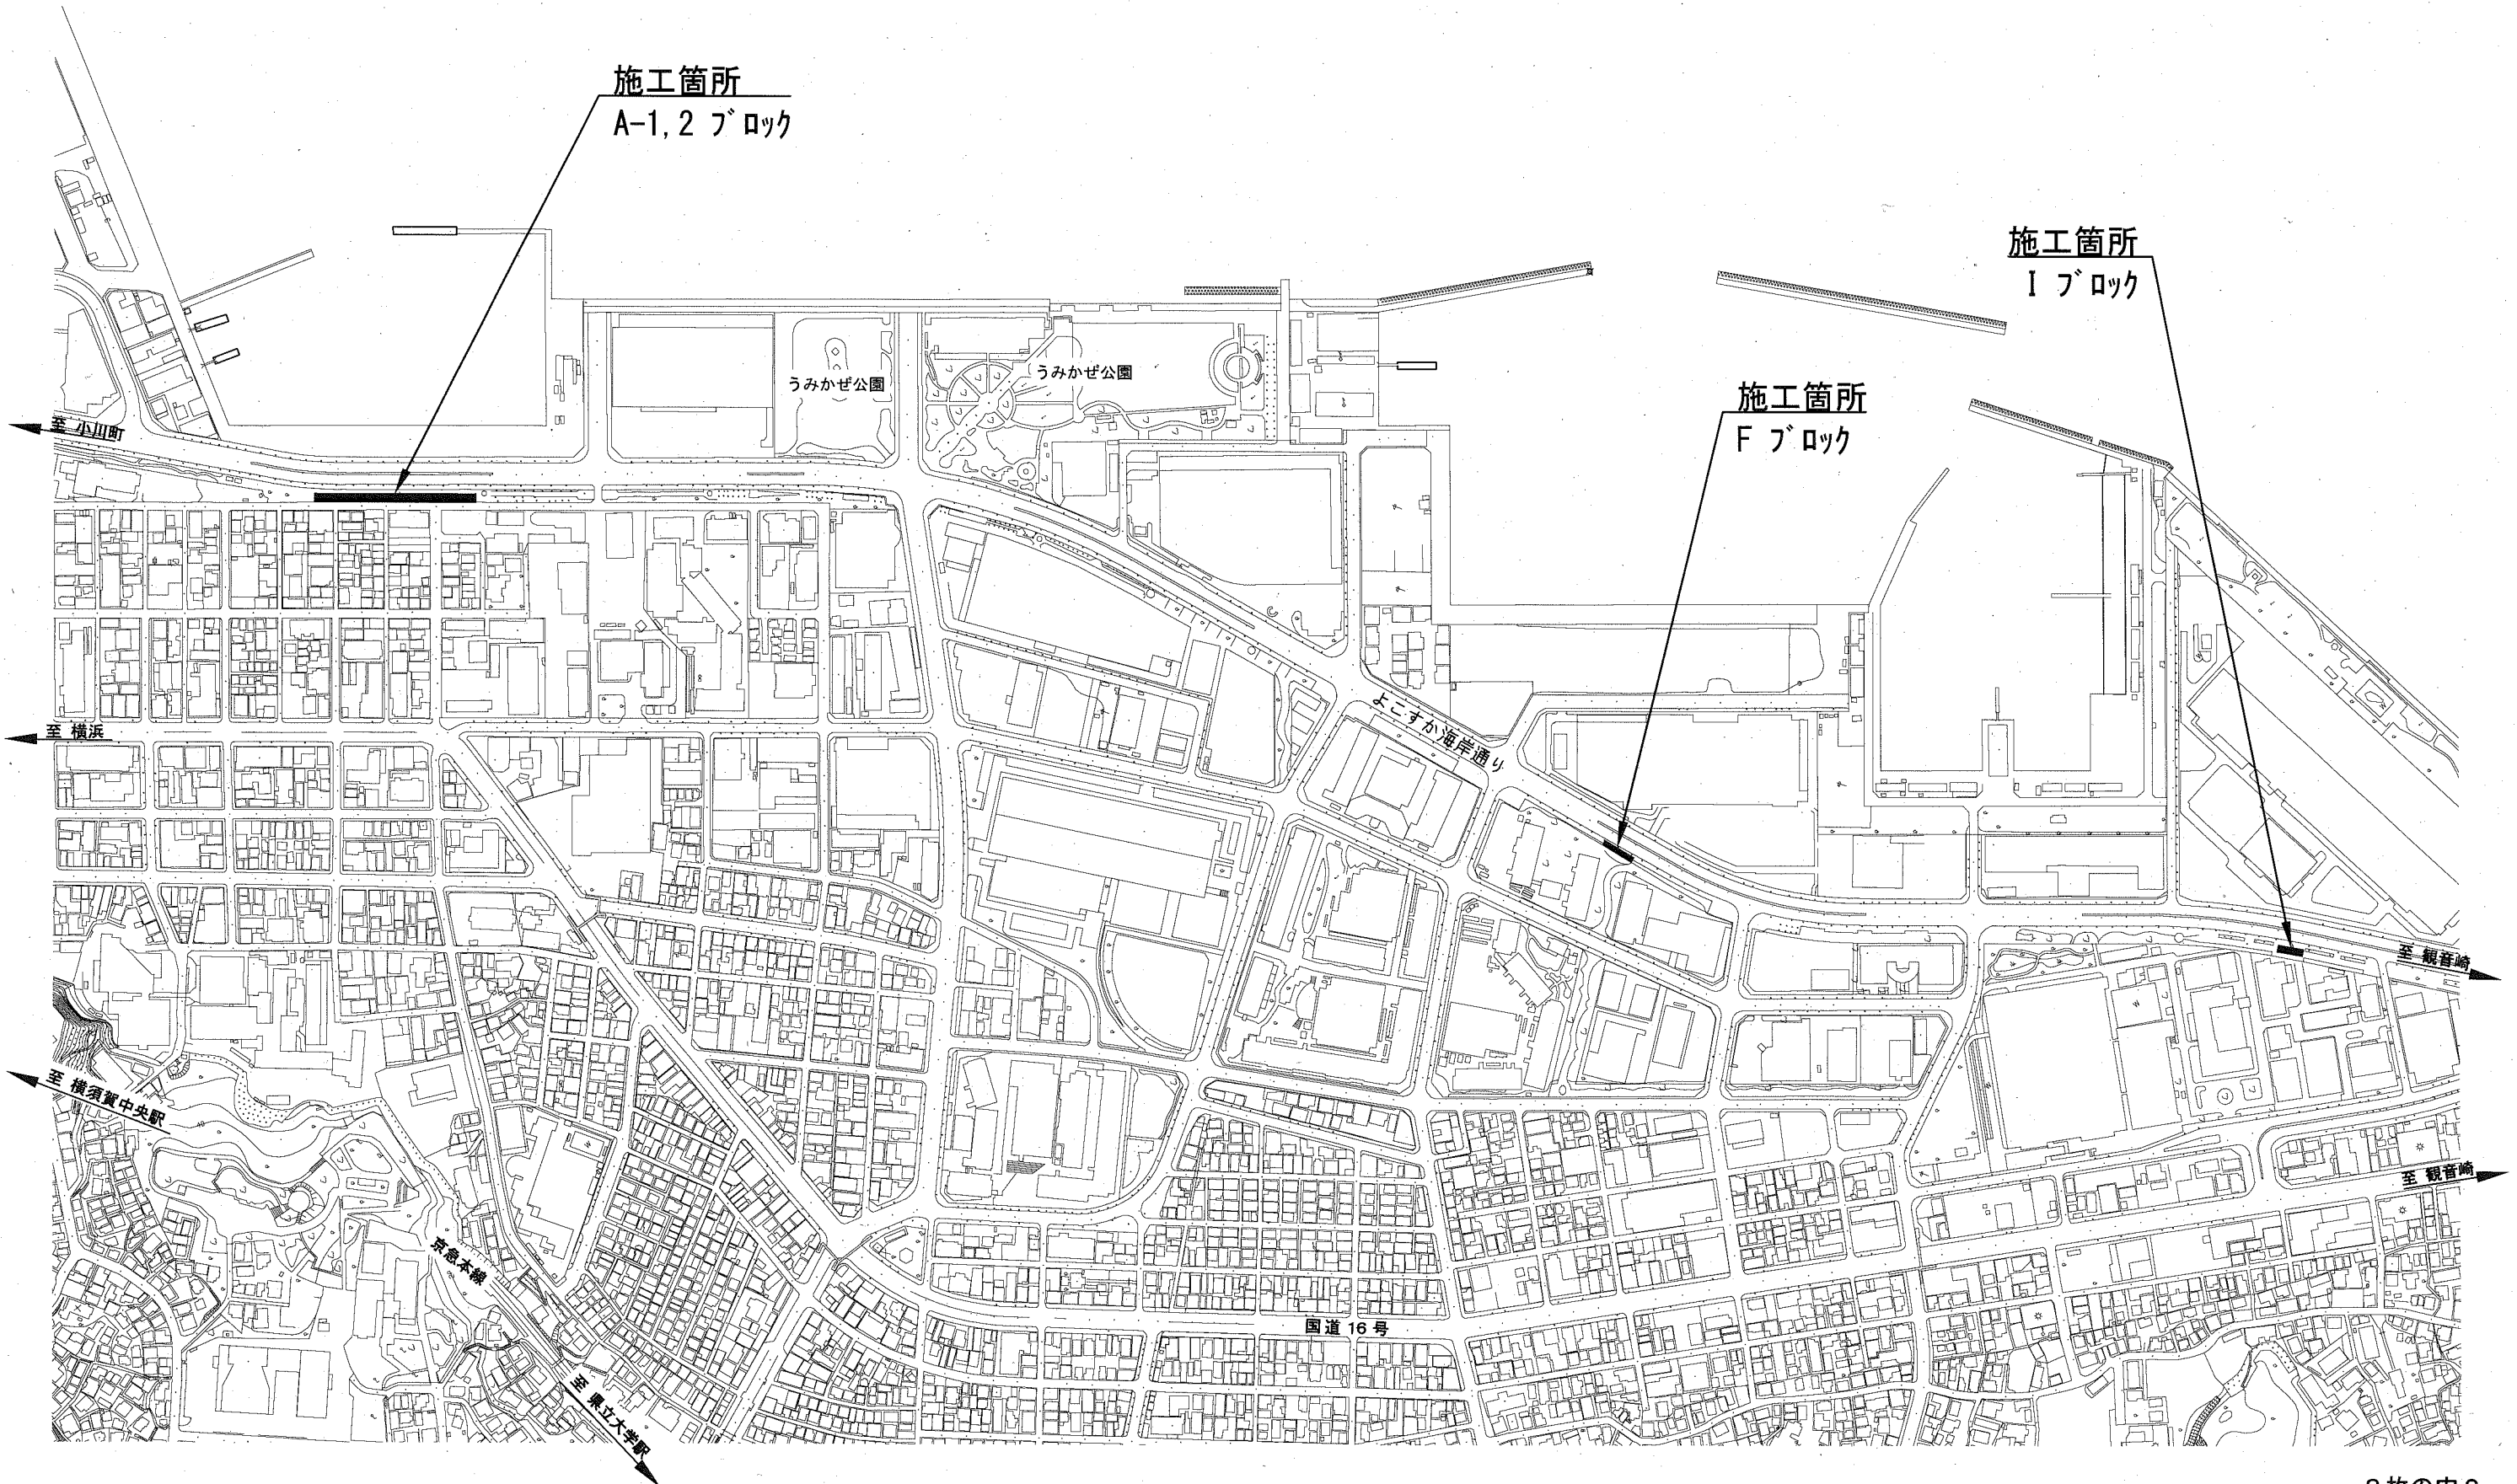 施工箇所
A-1,2 ブロック
施工箇所
I ブロック
うみかぜ公園
うみかぜ公園
施工箇所
F ブロック
至 小川町
よこすか海岸通り
至 横浜
至 観音崎
至 横須賀中央駅
至 観音崎
京急本線
国道16号
至 県立大学駅